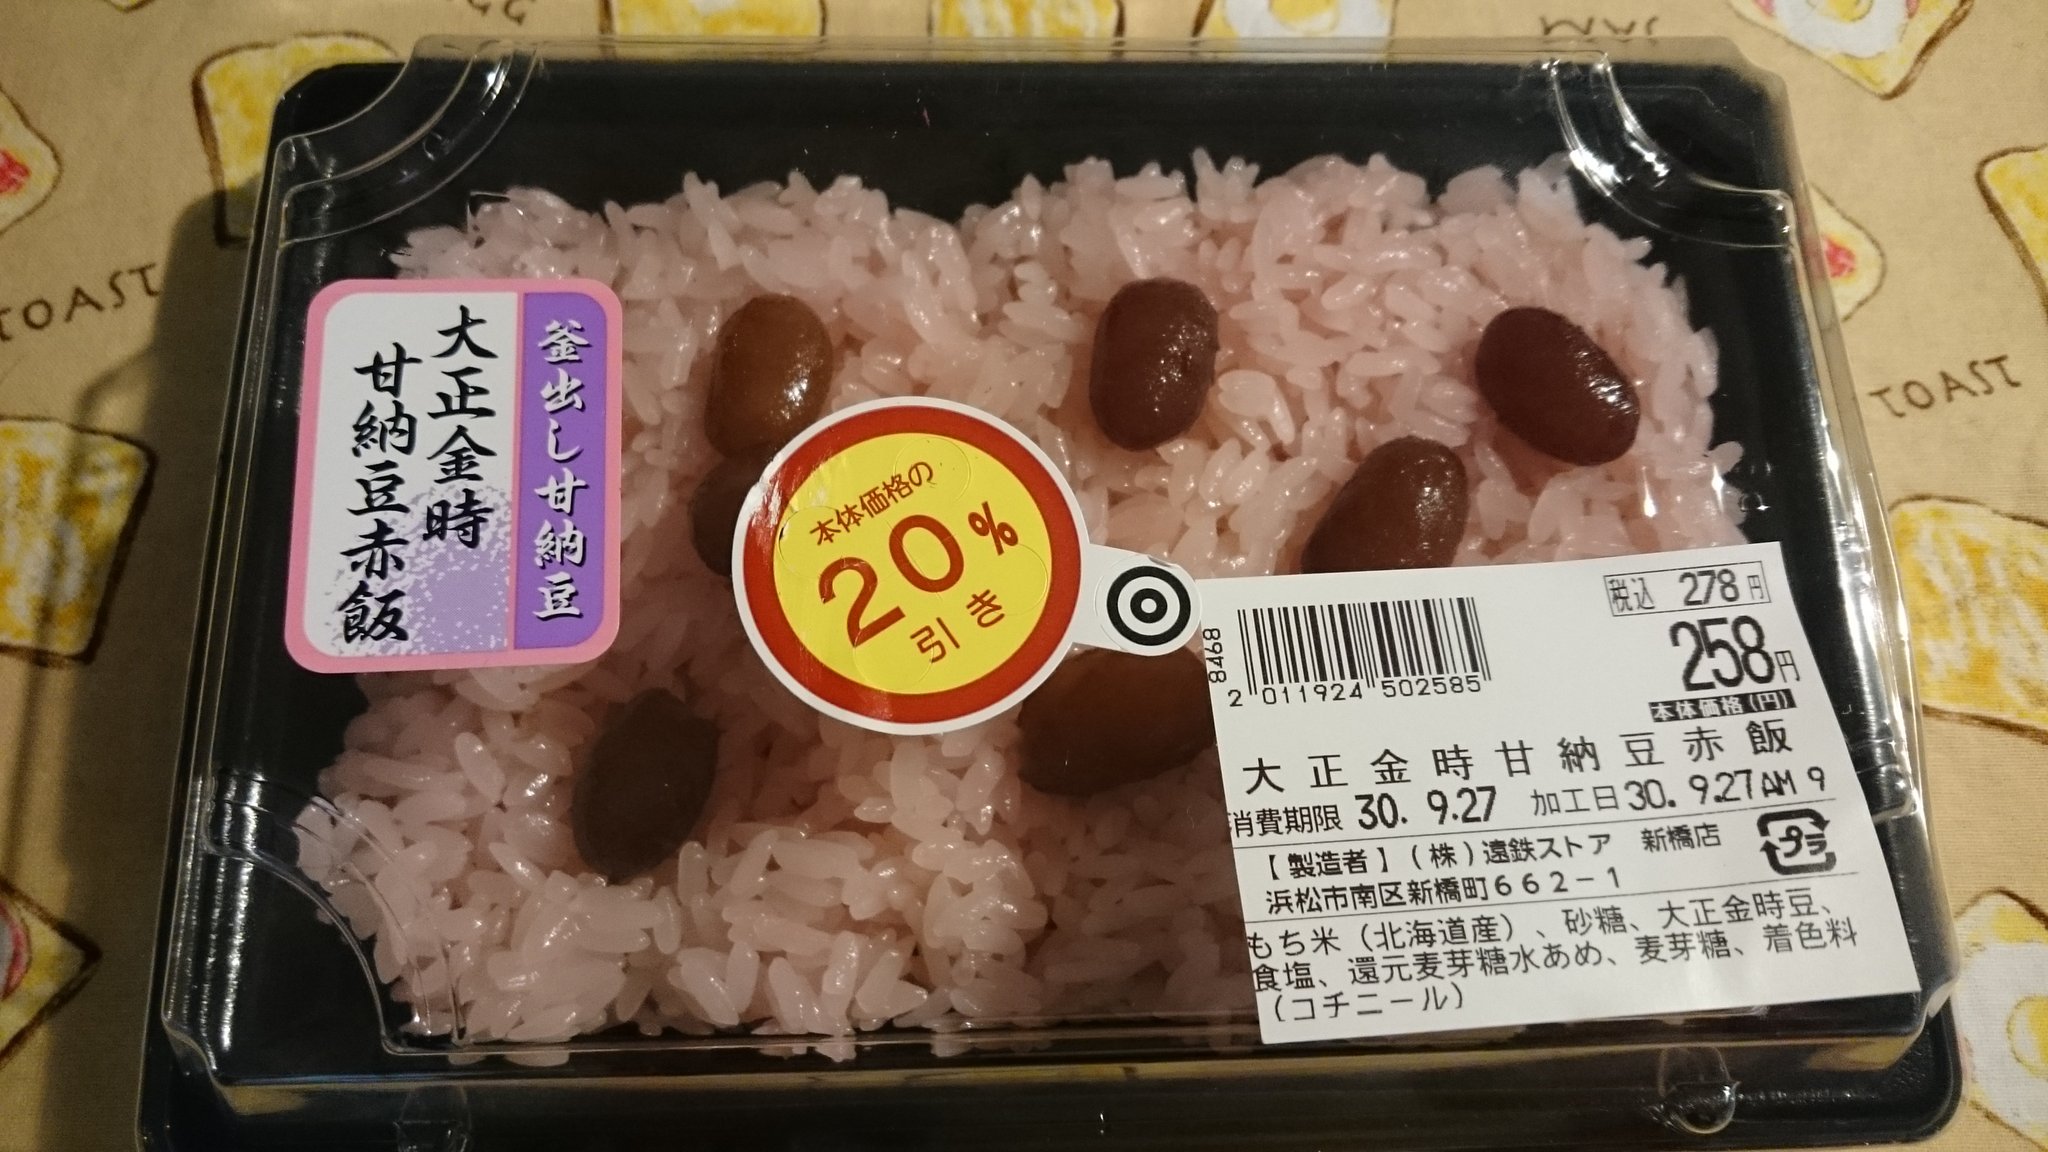 釜出し甘納豆
大正金時
甘納豆赤飯
本体価格の
20%
引き
8468
2 011924 502585
税込 278円
258円
本体価格(円)
大正金時甘納豆赤飯
消費期限 30. 9.27 加工日 30. 9.27AM 9
【製造者】(株)遠鉄ストア 新橋店
浜松市南区新橋町662-1
プラ
もち米(北海道産)、砂糖、大正金時豆、
食塩、還元麦芽糖水あめ、麦芽糖、着色料
(コチニール)
TOAST
TOAST